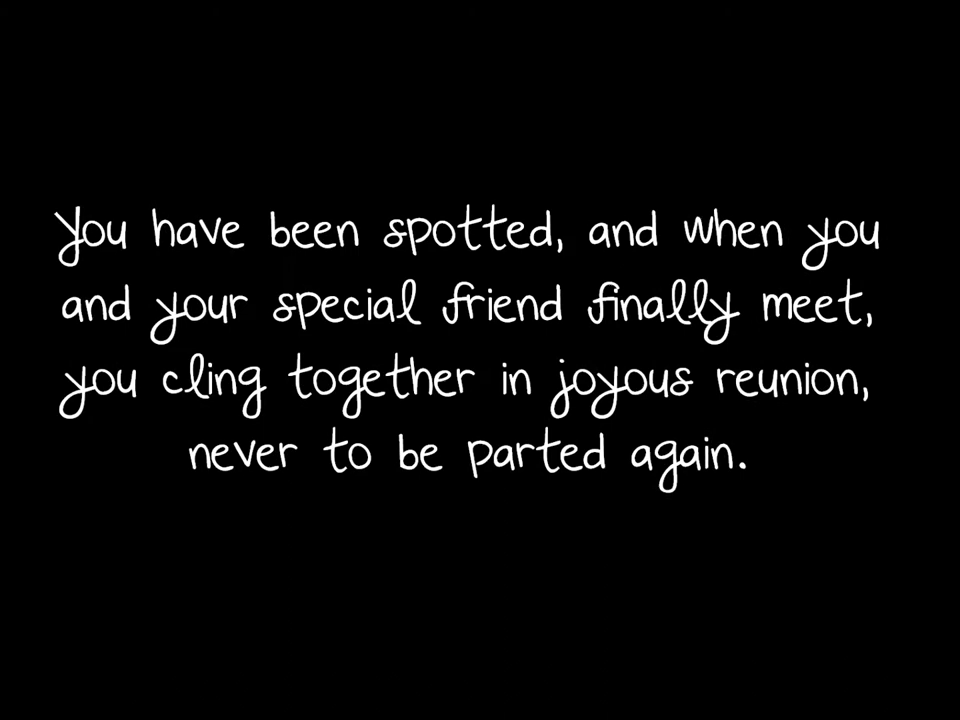 You have been spotted, and when you
and your special friend finally meet,
you cling together in joyous reunion,
never to be parted again.